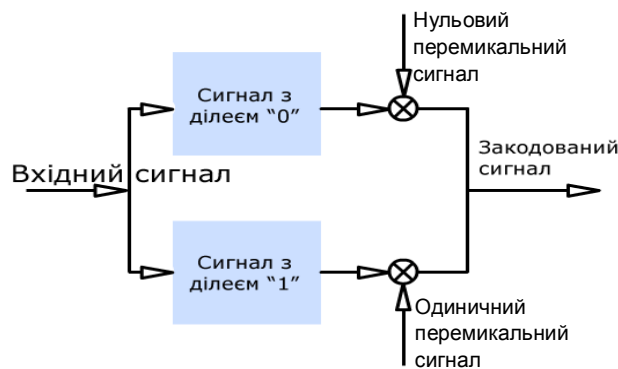 Нульовий
перемикальний
сигнал
Сигнал з
ділеєм “0”
Закодований
сигнал
Вхідний сигнал
Сигнал з
ділеєм “1”
Одиничний
перемикальний
сигнал